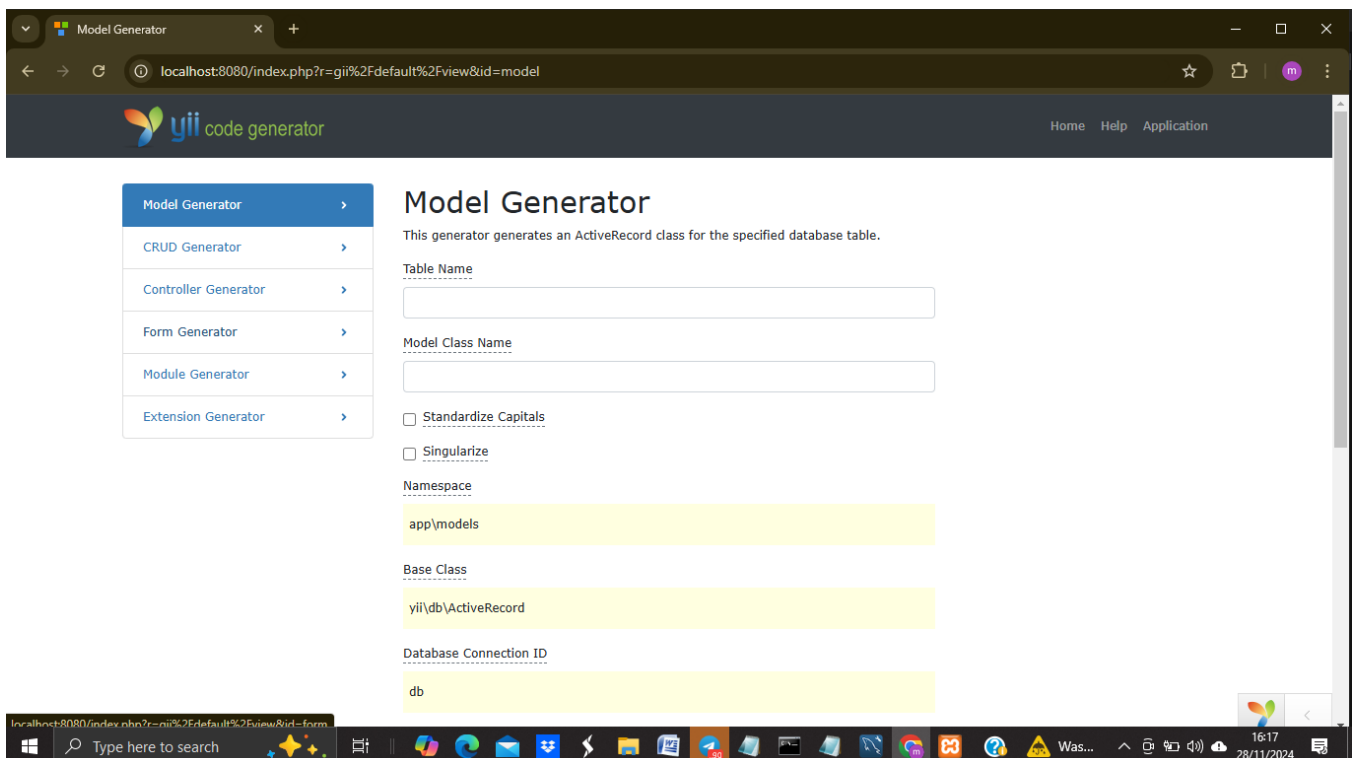 Model Generator
localhost:8080/index.php?r=gii%2Fdefault%2Fview&id=model
m
yii code generator
Home Help Application
Model Generator
CRUD Generator
Controller Generator
Form Generator
Module Generator
Extension Generator
Model Generator
This generator generates an ActiveRecord class for the specified database table.
Table Name
Model Class Name
Standardize Capitals
Singularize
Namespace
app\models
Base Class
yii\db\ActiveRecord
Database Connection ID
db
localhost:8080/index.php?r=gii%2Fdefault%2Fview&id=form
Type here to search
90
Was...
16:17
28/11/2024